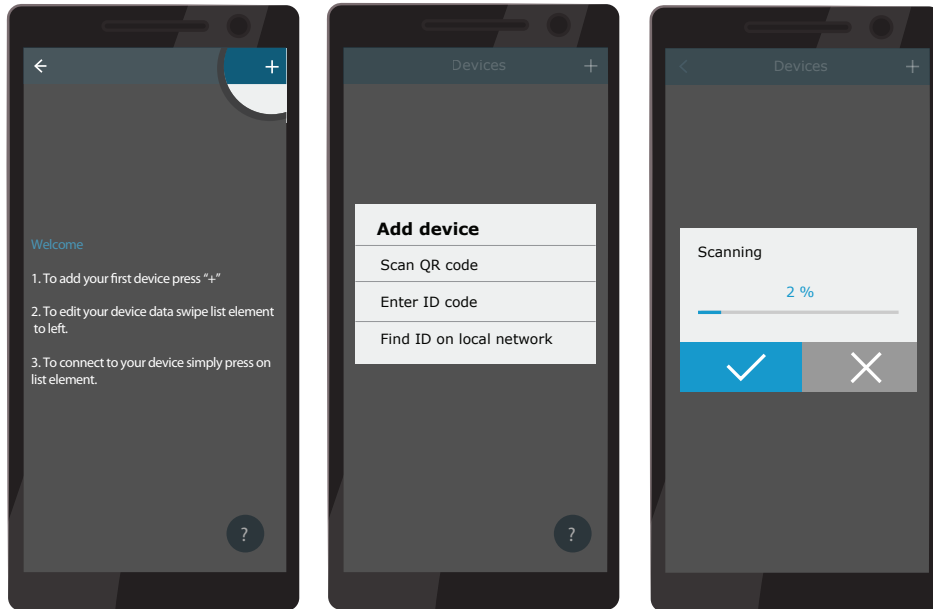 +
Welcome
1. To add your first device press “+”
2. To edit your device data swipe list element
to left.
3. To connect to your device simply press on
list element.
?
Devices +
Add device
Scan QR code
Enter ID code
Find ID on local network
?
Devices +
Scanning
2 %